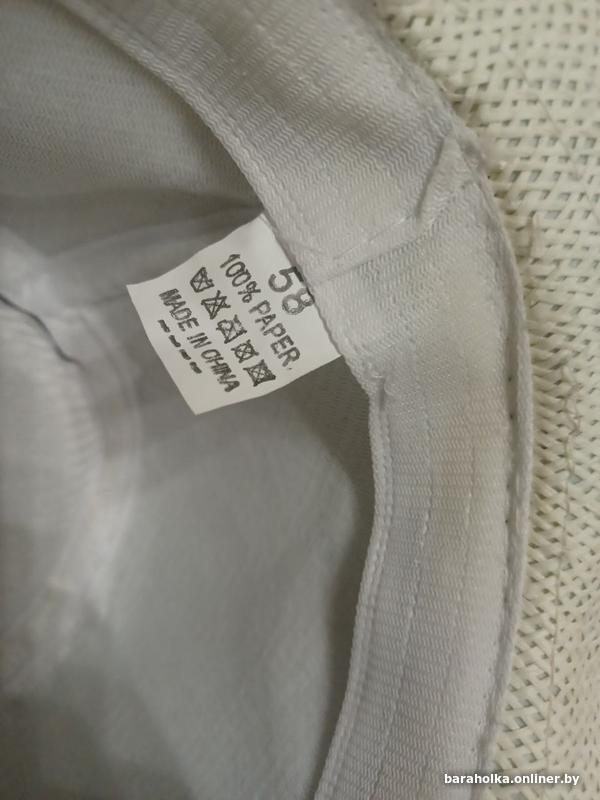 58
100% PAPER.
MADE IN CHINA
baraholka.onliner.by